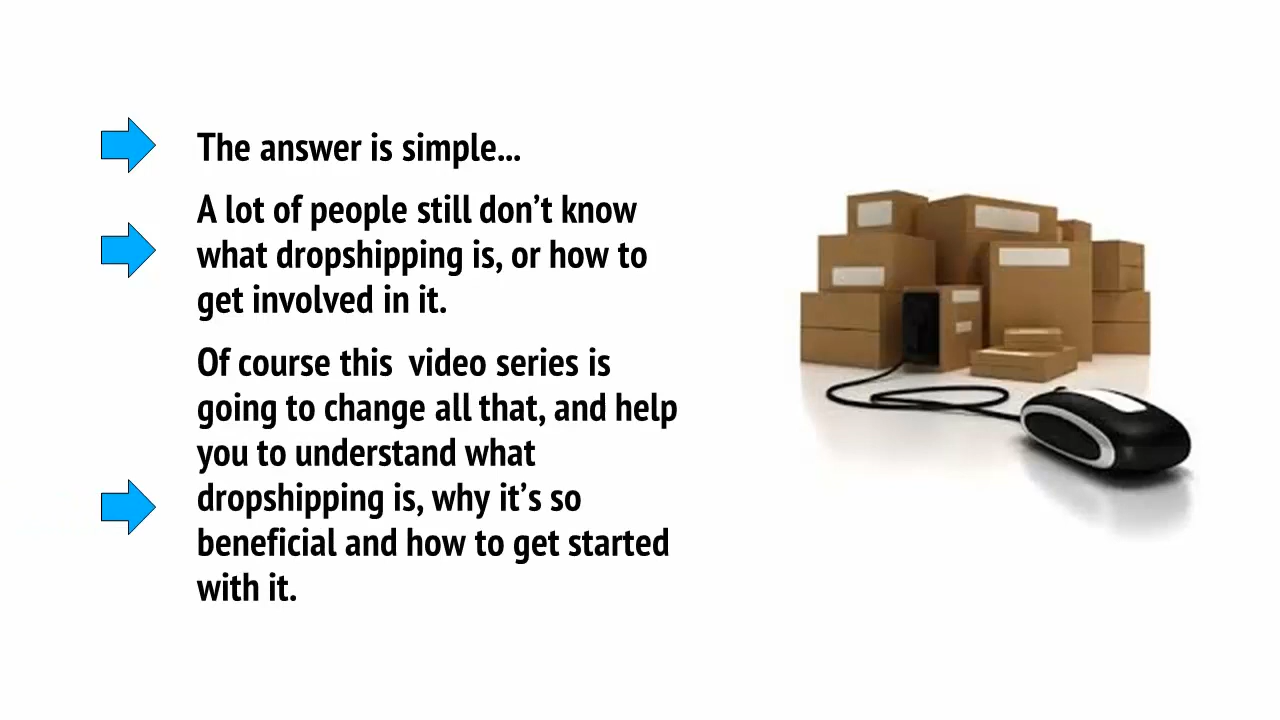 The answer is simple...
A lot of people still don’t know
what dropshipping is, or how to
get involved in it.
Of course this  video series is
going to change all that, and help
you to understand what
dropshipping is, why it’s so
beneficial and how to get started
with it.